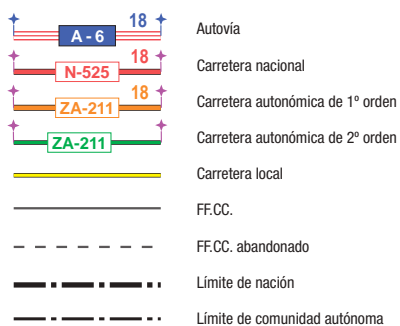 18
A - 6 Autovía
18
N-525 Carretera nacional
18
ZA-211 Carretera autonómica de 1º orden
ZA-211 Carretera autonómica de 2º orden
Carretera local
FF.CC.
FF.CC. abandonado
Límite de nación
Límite de comunidad autónoma